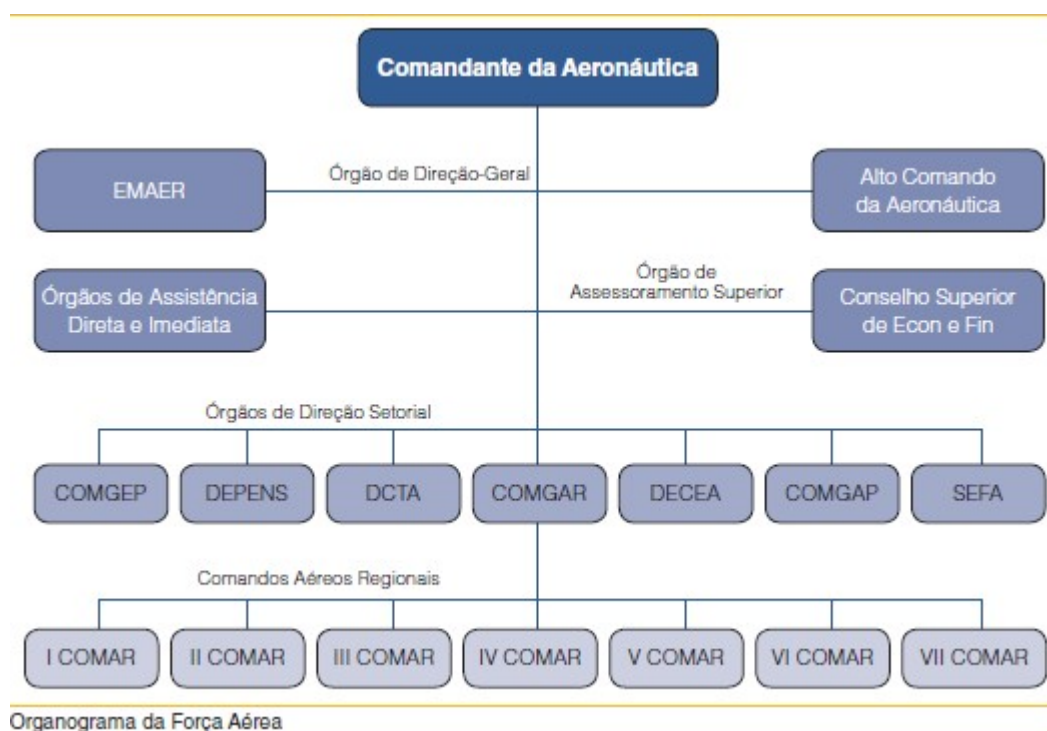 Comandante da Aeronáutica
Órgão de Direção-Geral
EMAER
Alto Comando
da Aeronáutica
Órgão de
Assessoramento Superior
Órgãos de Assistência
Direta e Imediata
Conselho Superior
de Econ e Fin
Órgãos de Direção Setorial
COMGEP
DEPENS
DCTA
COMGAR
DECEA
COMGAP
SEFA
Comandos Aéreos Regionais
I COMAR
II COMAR
III COMAR
IV COMAR
V COMAR
VI COMAR
VII COMAR
Organograma da Força Aérea